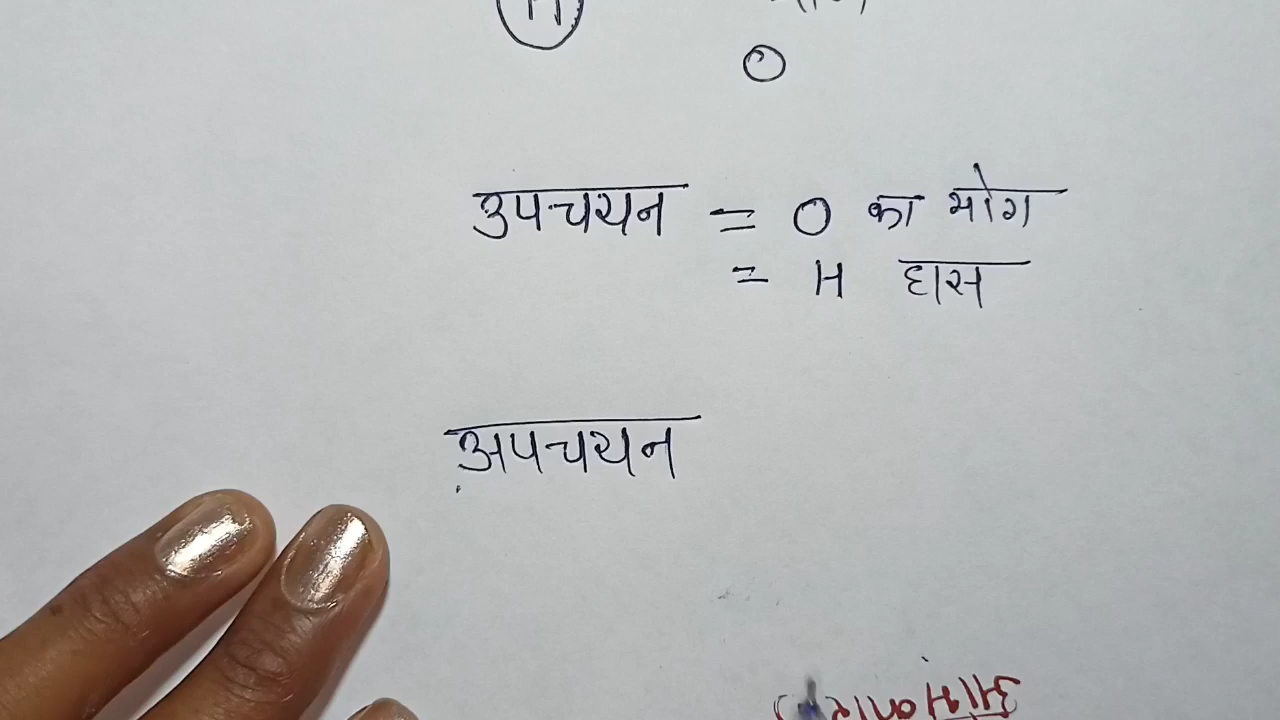 H
O
उपचयन = O का योग
= H हास
अपचयन